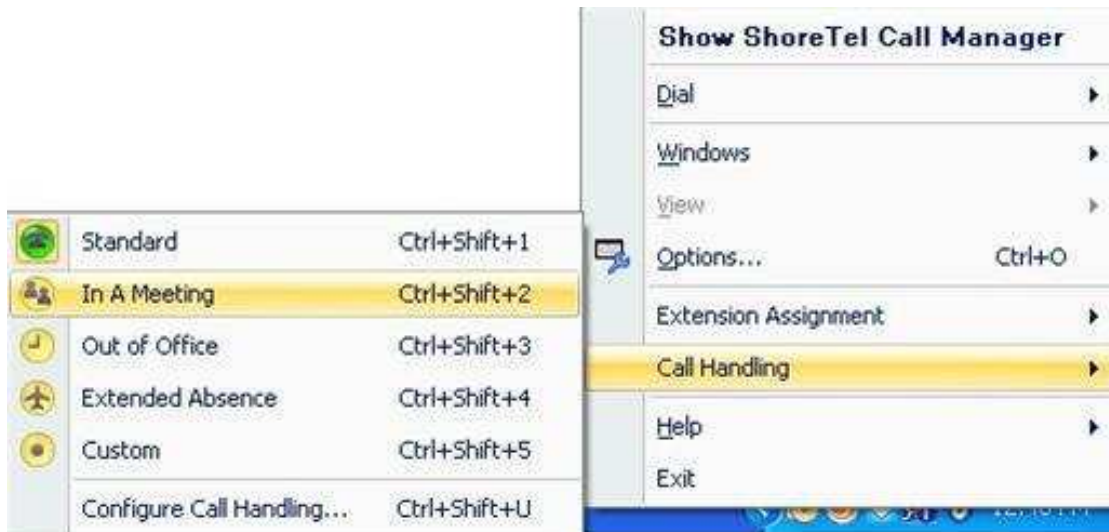 Show ShoreTel Call Manager
Dial
Windows
View
Options... Ctrl+O
Extension Assignment
Call Handling
Help
Exit
Standard Ctrl+Shift+1
In A Meeting Ctrl+Shift+2
Out of Office Ctrl+Shift+3
Extended Absence Ctrl+Shift+4
Custom Ctrl+Shift+5
Configure Call Handling... Ctrl+Shift+U